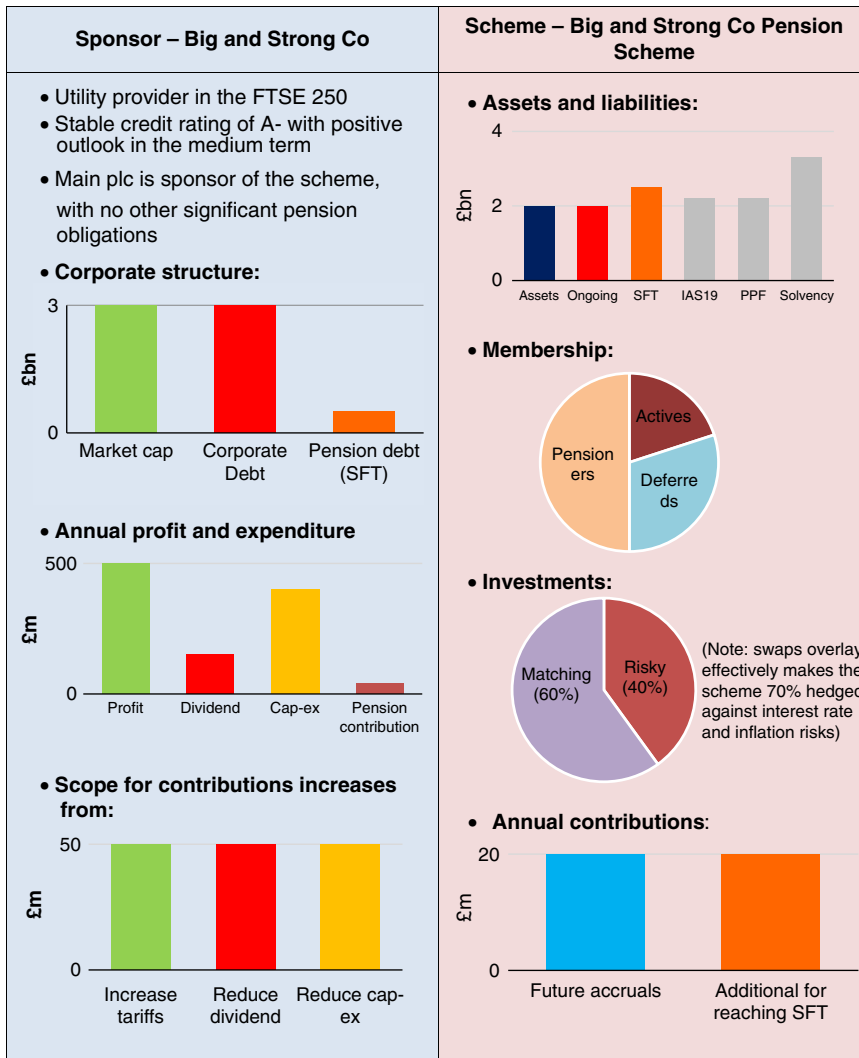 Sponsor – Big and Strong Co
• Utility provider in the FTSE 250
• Stable credit rating of A- with positive
outlook in the medium term
• Main plc is sponsor of the scheme,
with no other significant pension
obligations
• Corporate structure:
3
£bn
0
Market cap
Corporate
Debt
Pension debt
(SFT)
• Annual profit and expenditure
500
£m
0
Profit
Dividend
Cap-ex
Pension
contribution
• Scope for contributions increases
from:
50
£m
0
Increase
tariffs
Reduce
dividend
Reduce cap-
ex
Scheme – Big and Strong Co Pension
Scheme
• Assets and liabilities:
4
2
£bn
0
Assets
Ongoing
SFT
IAS19
PPF
Solvency
• Membership:
Actives
Pension
ers
Deferre
ds
• Investments:
Matching
(60%)
Risky
(40%)
(Note: swaps overlay
effectively makes the
scheme 70% hedged
against interest rate
and inflation risks)
• Annual contributions:
20
£m
0
Future accruals
Additional for
reaching SFT